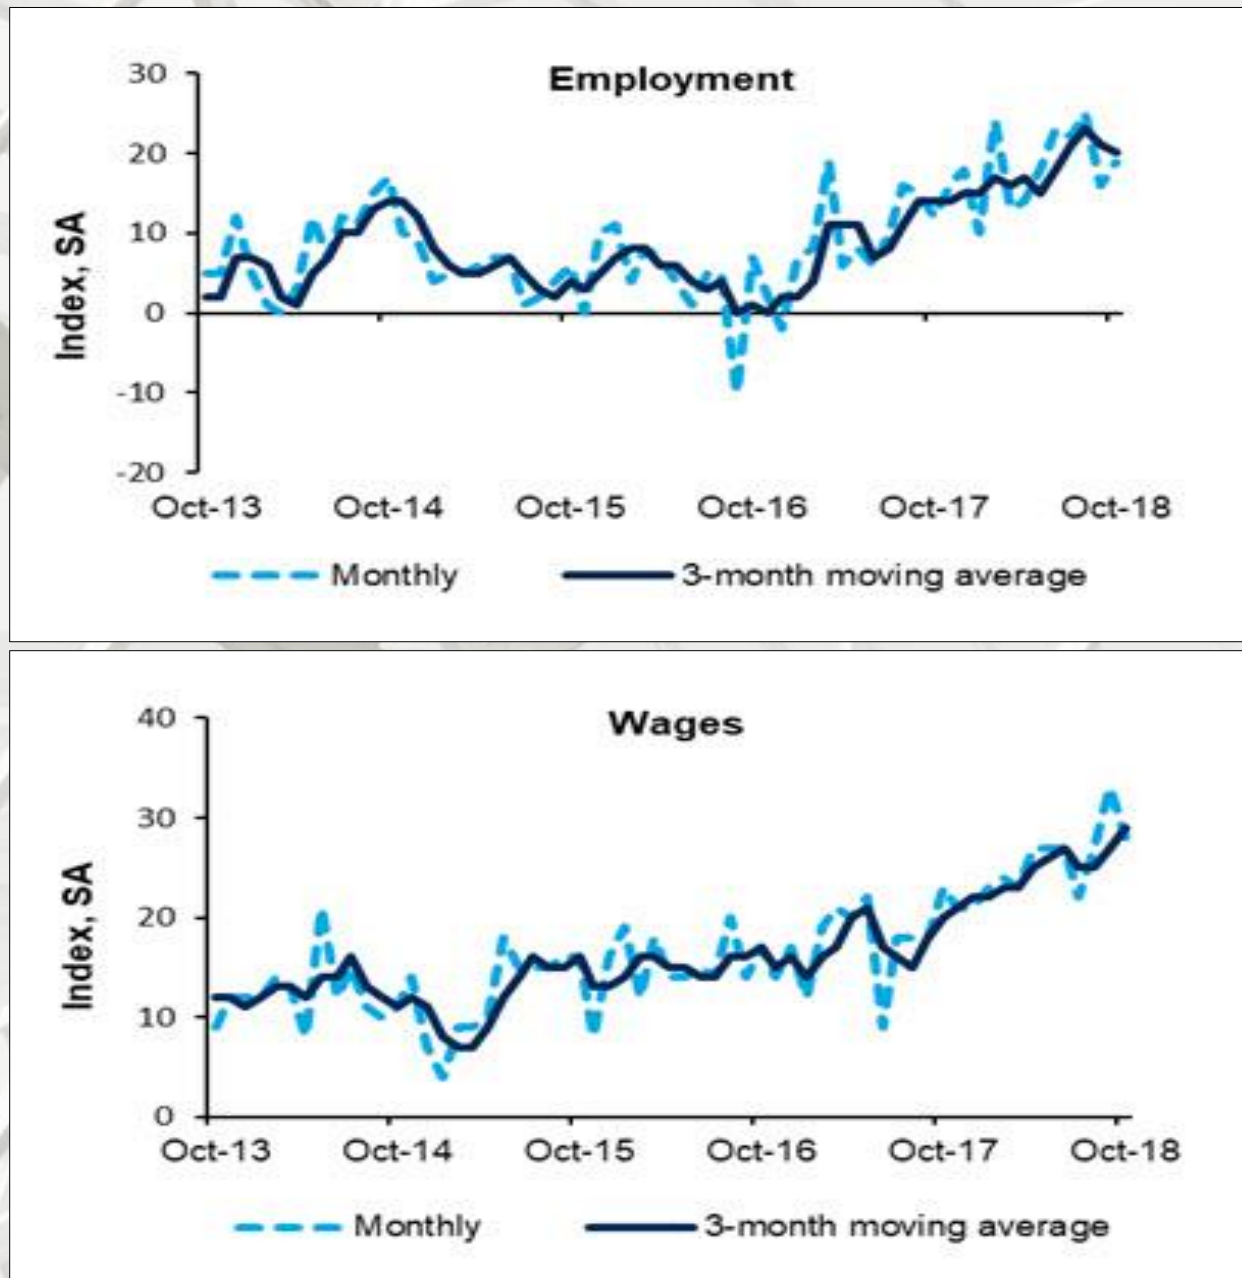 Employment
Index, SA
30
20
10
0
-10
-20
Oct-13 Oct-14 Oct-15 Oct-16 Oct-17 Oct-18
Monthly 3-month moving average
Wages
Index, SA
40
30
20
10
0
Oct-13 Oct-14 Oct-15 Oct-16 Oct-17 Oct-18
Monthly 3-month moving average